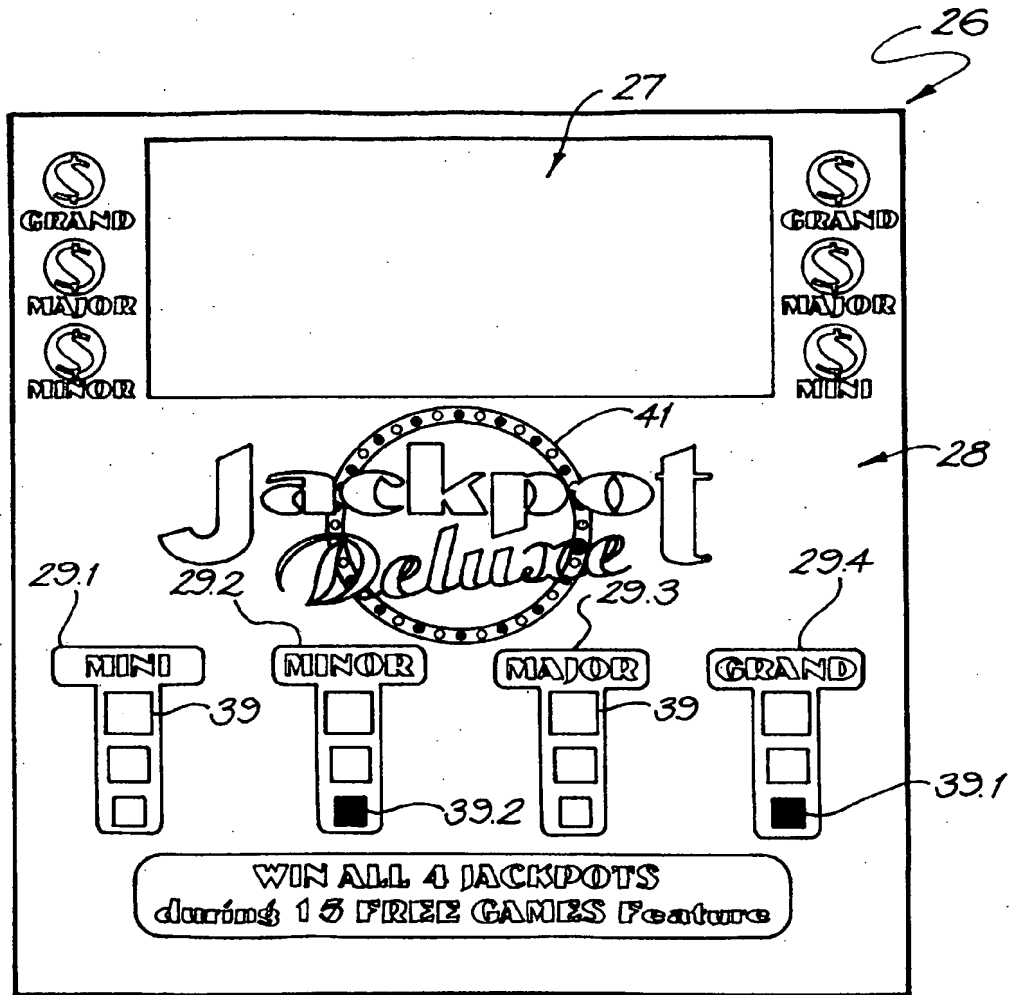 26
27
$
GRAND
$
MAJOR
$
MINOR
$
GRAND
$
MAJOR
$
MINI
41
28
Jackpot
Deluxe
29.1
29.2
29.3
29.4
MINI
MINOR
MAJOR
GRAND
39
39
39.2
39.1
WIN ALL 4 JACKPOTS
during 15 FREE GAMES Feature